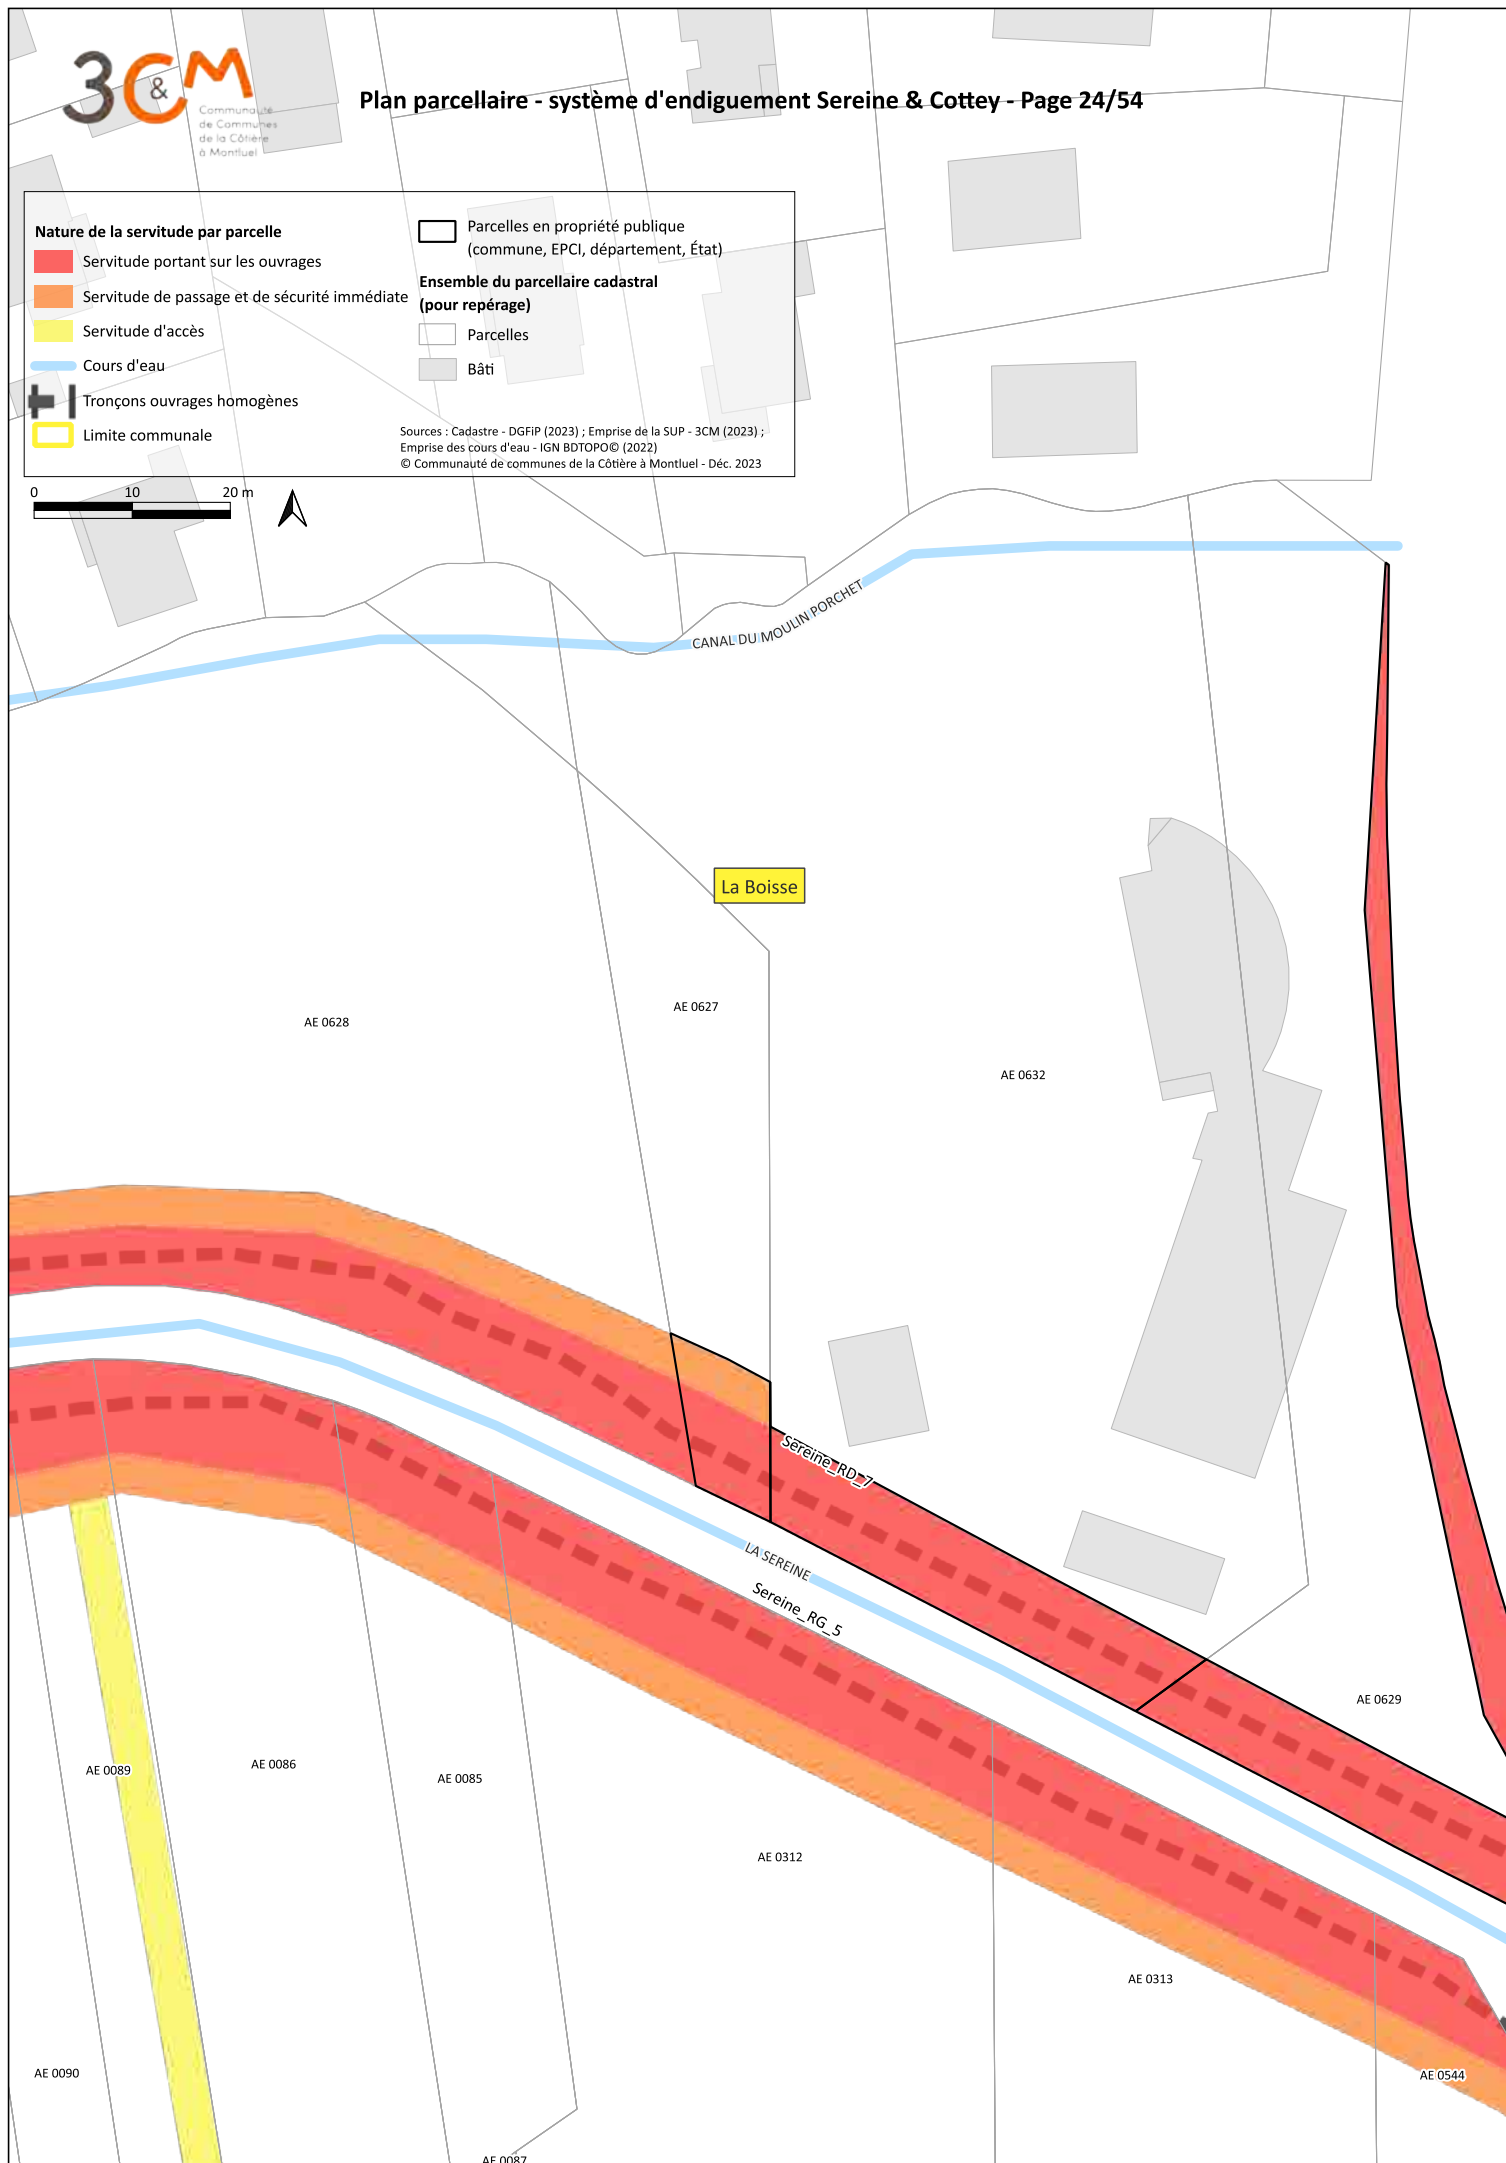 3C&M
Communauté
de Communes
de la Côtière
à Montluel
Plan parcellaire - système d'endiguement Sereine & Cottey - Page 24/54
Nature de la servitude par parcelle
Servitude portant sur les ouvrages
Servitude de passage et de sécurité immédiate
Servitude d'accès
Cours d'eau
Tronçons ouvrages homogènes
Limite communale
Parcelles en propriété publique
(commune, EPCI, département, État)
Ensemble du parcellaire cadastral
(pour repérage)
Parcelles
Bâti
Sources : Cadastre - DGFiP (2023) ; Emprise de la SUP - 3CM (2023) ;
Emprise des cours d'eau - IGN BDTOPO© (2022)
© Communauté de communes de la Côtière à Montluel - Déc. 2023
0 10 20 m
CANAL DU MOULIN PORCHET
La Boisse
AE 0628
AE 0627
AE 0632
Sereine_RD_7
LA SEREINE
Sereine_RG_5
AE 0629
AE 0089
AE 0086
AE 0085
AE 0312
AE 0313
AE 0090
AE 0544
AE 0087